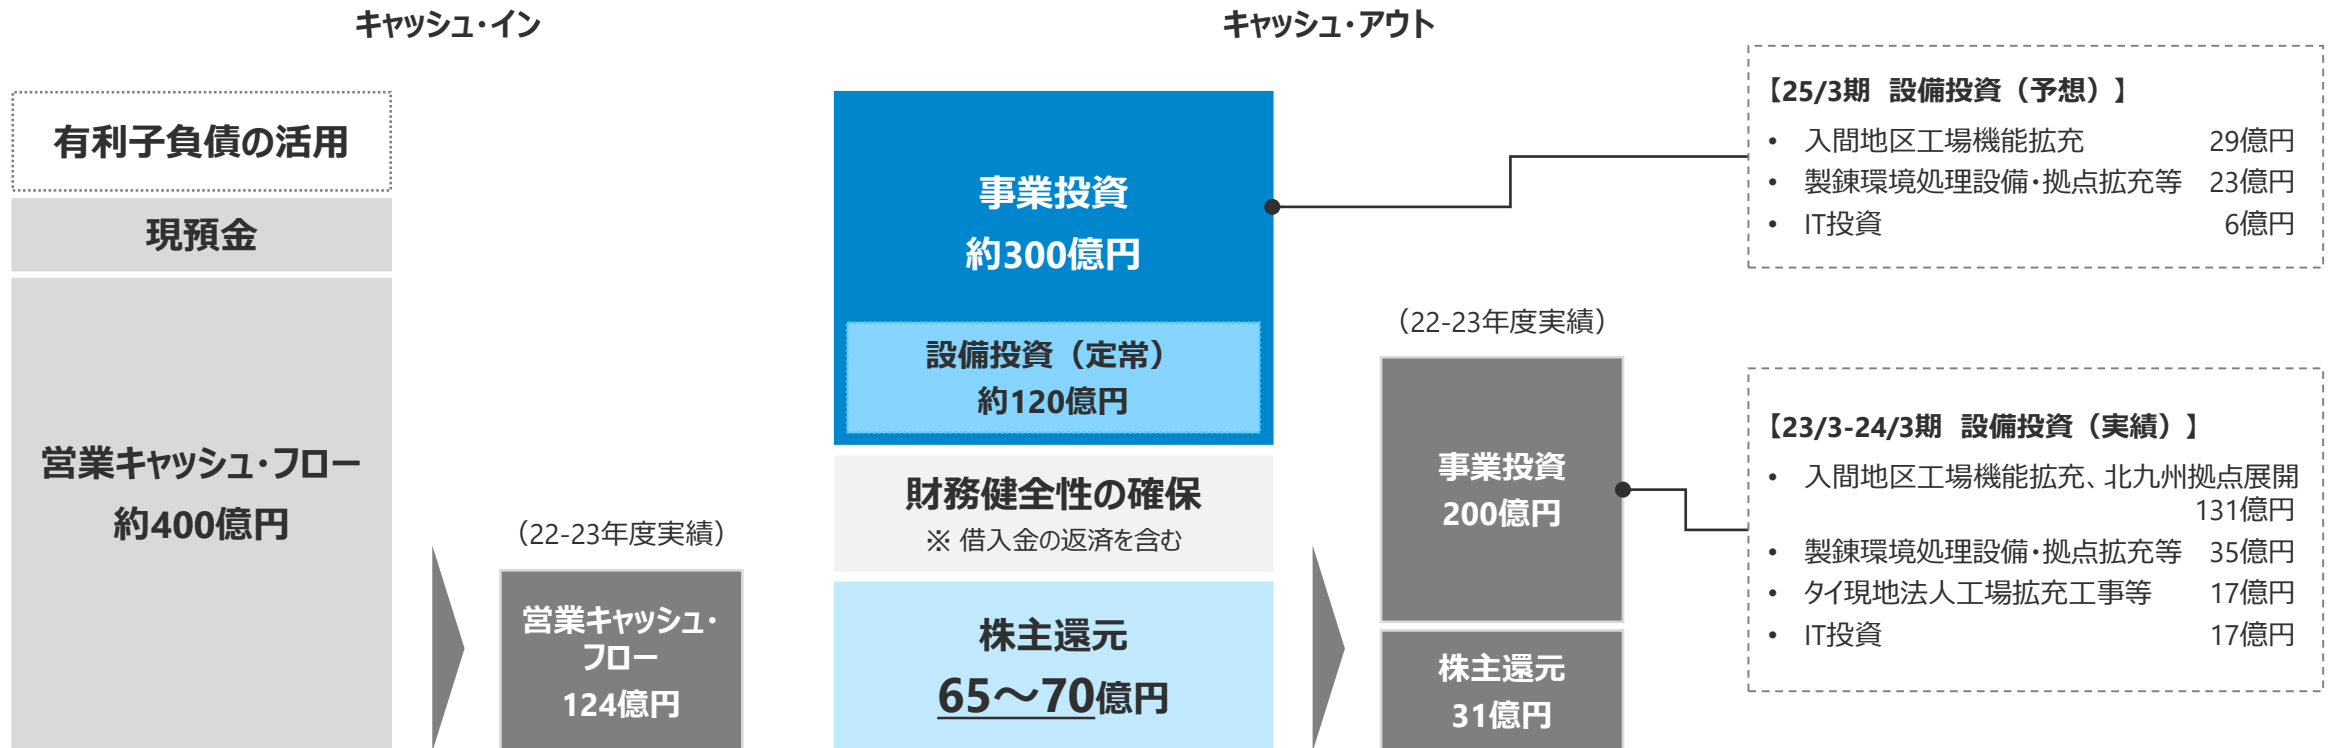 キャッシュ・イン
有利子負債の活用
現預金
営業キャッシュ・フロー
約400億円
（22-23年度実績）
営業キャッシュ・
フロー
124億円
キャッシュ・アウト
事業投資
約300億円
設備投資（定常）
約120億円
財務健全性の確保
※ 借入金の返済を含む
株主還元
65～70億円
（22-23年度実績）
事業投資
200億円
株主還元
31億円
【25/3期 設備投資（予想）】
• 入間地区工場機能拡充 29億円
• 製錬環境処理設備・拠点拡充等 23億円
• IT投資 6億円
【23/3-24/3期 設備投資（実績）】
• 入間地区工場機能拡充、北九州拠点展開
131億円
• 製錬環境処理設備・拠点拡充等 35億円
• タイ現地法人工場拡充工事等 17億円
• IT投資 17億円